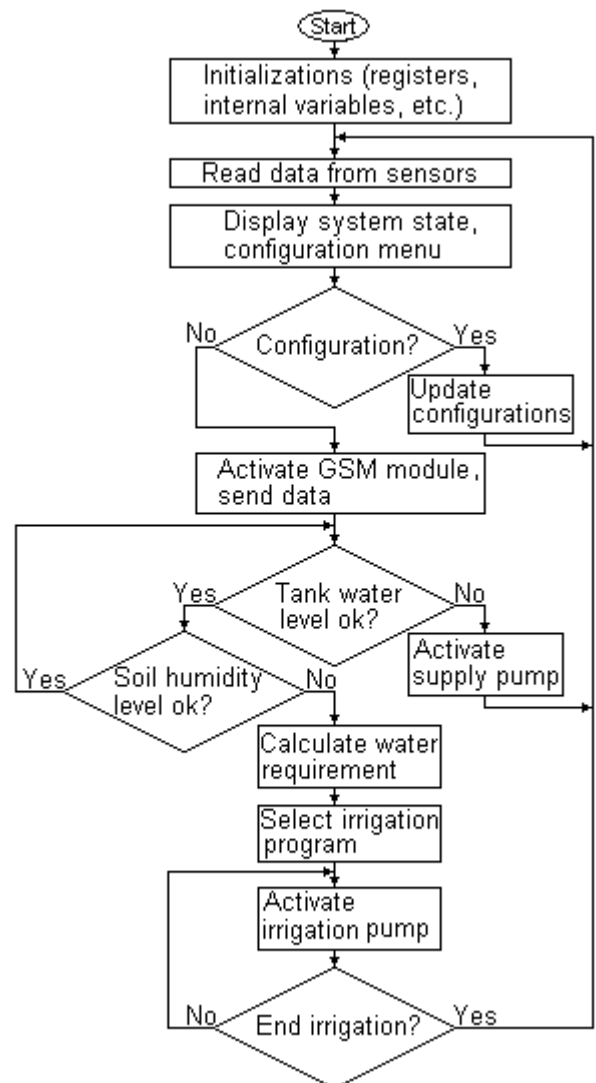 Start
Initializations (registers,
internal variables, etc.)
Read data from sensors
Display system state,
configuration menu
No
Configuration?
Yes
Update
configurations
Activate GSM module,
send data
Yes
Tank water
level ok?
No
Activate
supply pump
Yes
Soil humidity
level ok?
No
Calculate water
requirement
Select irrigation
program
Activate
irrigation pump
No
End irrigation?
Yes